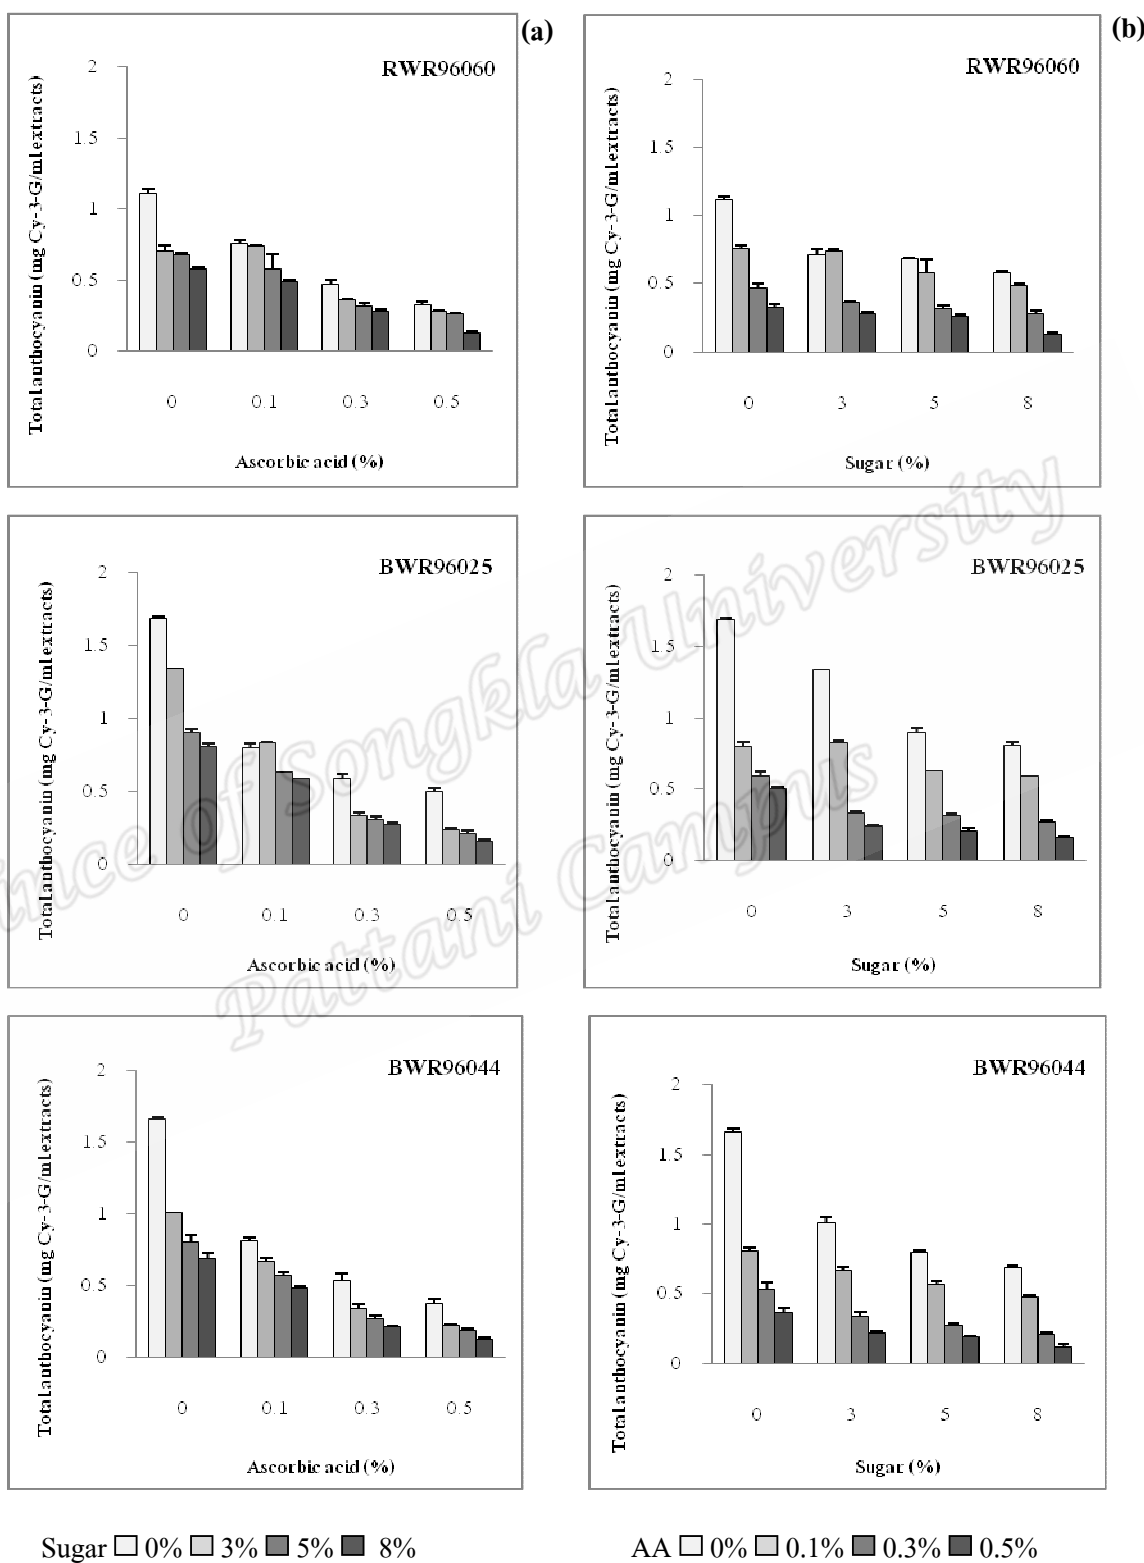 (a)
RWR96060
Total anthocyanin (mg Cy-3-G/ml extracts)
2
1.5
1
0.5
0
0 0.1 0.3 0.5
Ascorbic acid (%)
(b)
RWR96060
Total anthocyanin (mg Cy-3-G/ml extracts)
2
1.5
1
0.5
0
0 3 5 8
Sugar (%)
BWR96025
Total anthocyanin (mg Cy-3-G/ml extracts)
2
1.5
1
0.5
0
0 0.1 0.3 0.5
Ascorbic acid (%)
BWR96025
Total anthocyanin (mg Cy-3-G/ml extracts)
2
1.5
1
0.5
0
0 3 5 8
Sugar (%)
BWR96044
Total anthocyanin (mg Cy-3-G/ml extracts)
2
1.5
1
0.5
0
0 0.1 0.3 0.5
Ascorbic acid (%)
BWR96044
Total anthocyanin (mg Cy-3-G/ml extracts)
2
1.5
1
0.5
0
0 3 5 8
Sugar (%)
Sugar 0% 3% 5% 8%
AA 0% 0.1% 0.3% 0.5%
ince of Songkla University
Pattani Campus